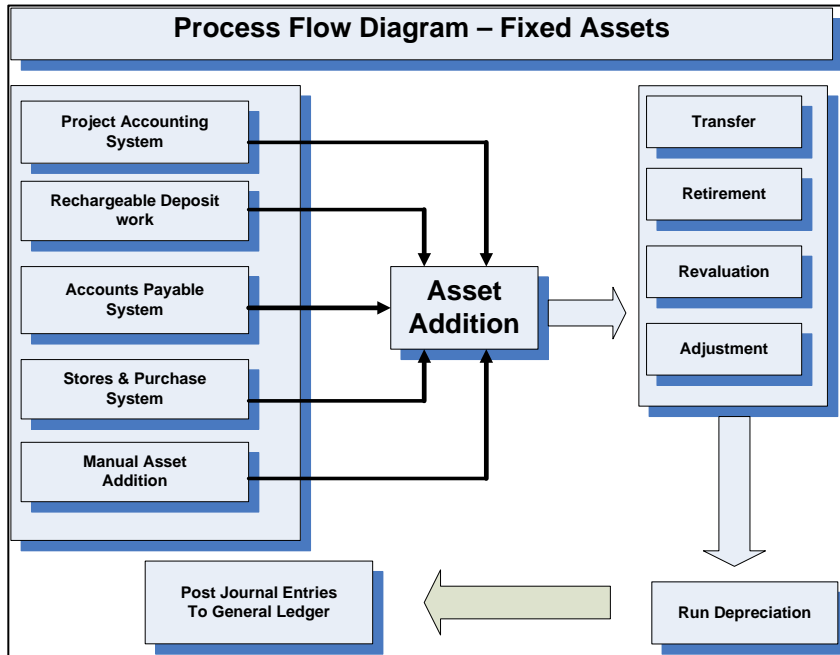 Process Flow Diagram – Fixed Assets
Project Accounting
System
Rechargeable Deposit
work
Accounts Payable
System
Stores & Purchase
System
Manual Asset
Addition
Asset
Addition
Transfer
Retirement
Revaluation
Adjustment
Post Journal Entries
To General Ledger
Run Depreciation